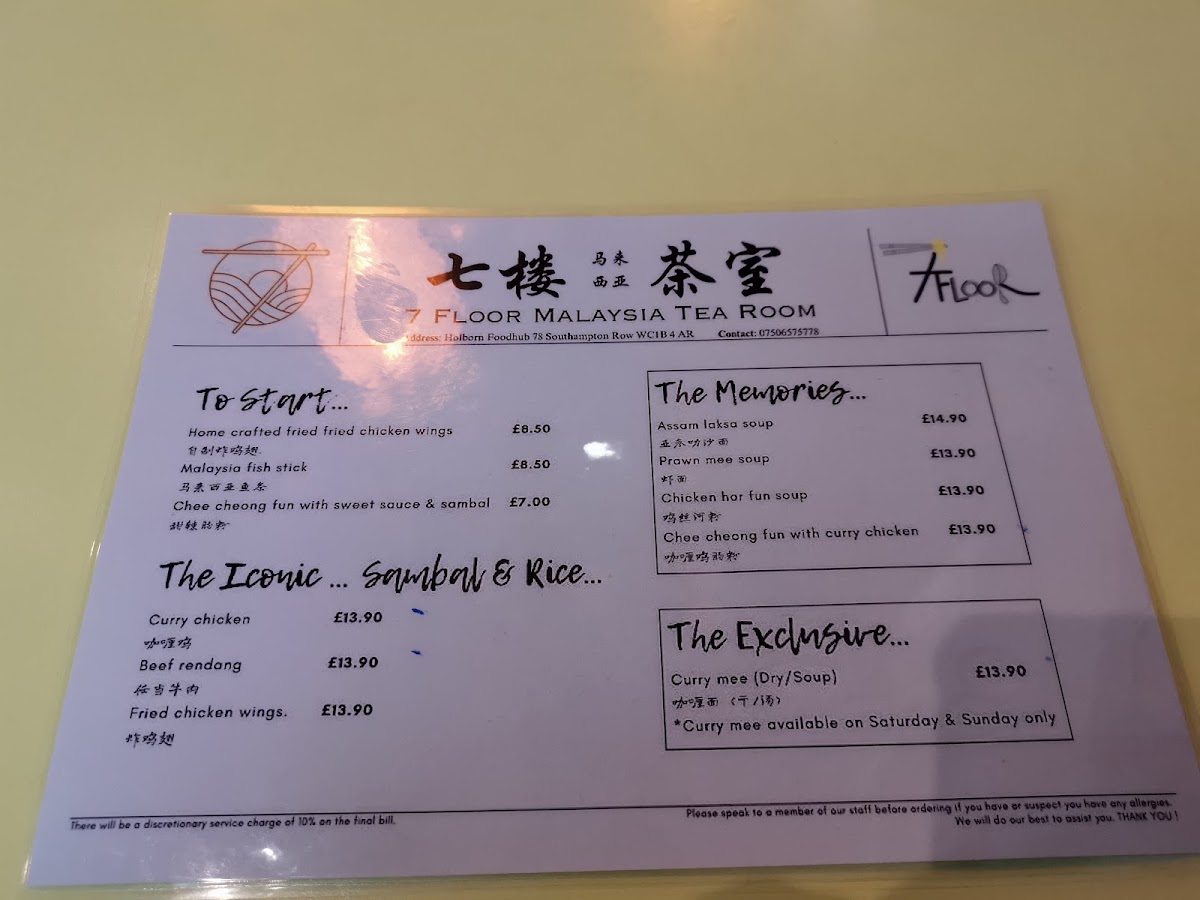 七楼 马来西亚 茶室
7 FLOOR MALAYSIA TEA ROOM
Address: Holborn Foodhub 78 Southampton Row WC1B 4 AR Contact: 07506575778
7FLOOR
To Start...
Home crafted fried fried chicken wings £8.50
自制炸鸡翅.
Malaysia fish stick £8.50
马来西亚鱼条
Chee cheong fun with sweet sauce & sambal £7.00
甜辣肠粉
The Iconic ... Sambal & Rice...
Curry chicken £13.90
咖喱鸡
Beef rendang £13.90
仁当牛肉
Fried chicken wings. £13.90
炸鸡翅
The Memories...
Assam laksa soup £14.90
亚参叻沙面
Prawn mee soup £13.90
虾面
Chicken hor fun soup £13.90
鸡丝河粉
Chee cheong fun with curry chicken £13.90
咖喱鸡肠粉
The Exclusive...
Curry mee (Dry/Soup) £13.90
咖喱面 (干/汤)
*Curry mee available on Saturday & Sunday only
There will be a discretionary service charge of 10% on the final bill.
Please speak to a member of our staff before ordering if you have or suspect you have any allergies.
We will do our best to assist you. THANK YOU !